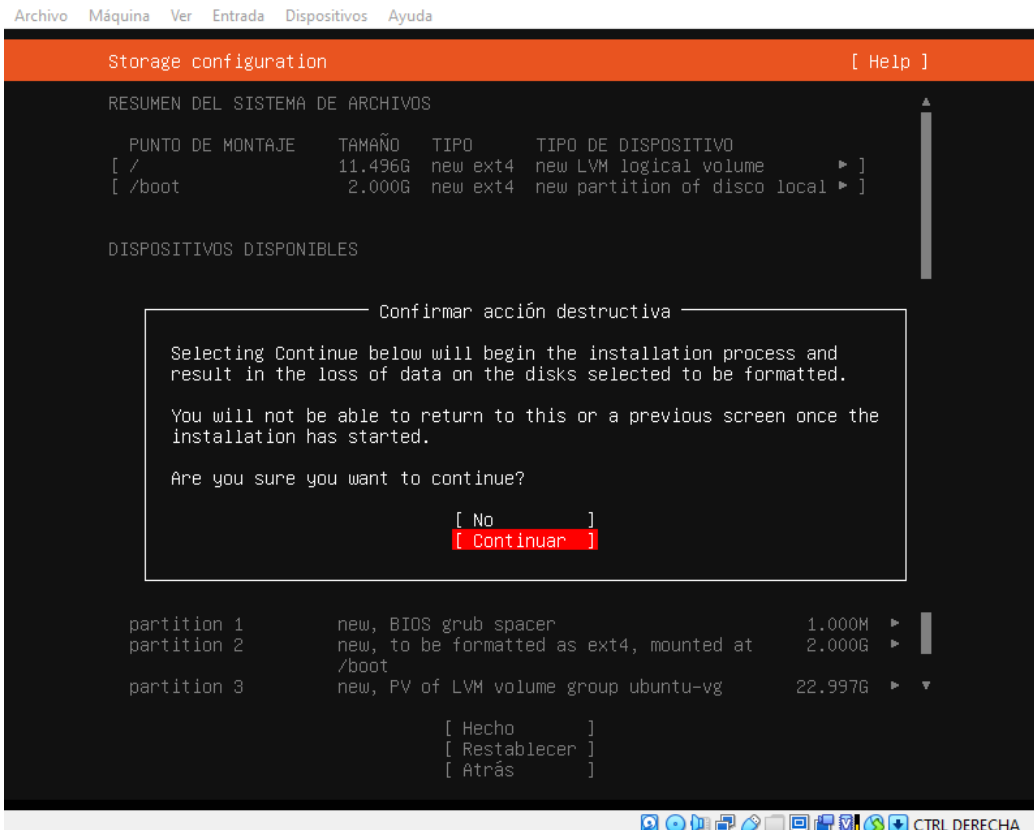 Archivo Máquina Ver Entrada Dispositivos Ayuda
Storage configuration [ Help ]
RESUMEN DEL SISTEMA DE ARCHIVOS
PUNTO DE MONTAJE TAMAÑO TIPO TIPO DE DISPOSITIVO
[ / 11.496G new ext4 new LVM logical volume ▸ ]
[ /boot 2.000G new ext4 new partition of disco local ▸ ]
DISPOSITIVOS DISPONIBLES
Confirmar acción destructiva
Selecting Continue below will begin the installation process and
result in the loss of data on the disks selected to be formatted.
You will not be able to return to this or a previous screen once the
installation has started.
Are you sure you want to continue?
[ No ]
[ Continuar ]
partition 1 new, BIOS grub spacer 1.000M ▸
partition 2 new, to be formatted as ext4, mounted at 2.000G ▸
/boot
partition 3 new, PV of LVM volume group ubuntu-vg 22.997G ▸
[ Hecho ]
[ Restablecer ]
[ Atrás ]
CTRL DERECHA